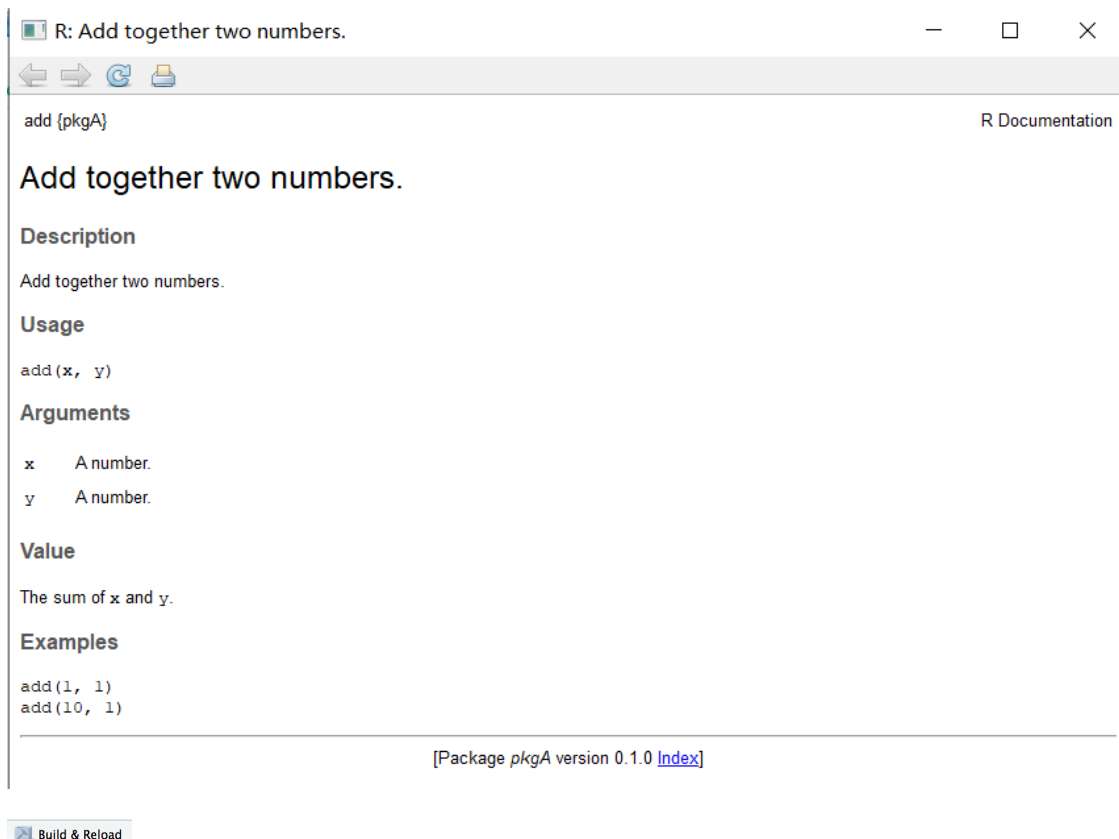 R: Add together two numbers.
add {pkgA} R Documentation
Add together two numbers.
Description
Add together two numbers.
Usage
add(x, y)
Arguments
x A number.
y A number.
Value
The sum of x and y.
Examples
add(1, 1)
add(10, 1)
[Package pkgA version 0.1.0 Index]
Build & Reload